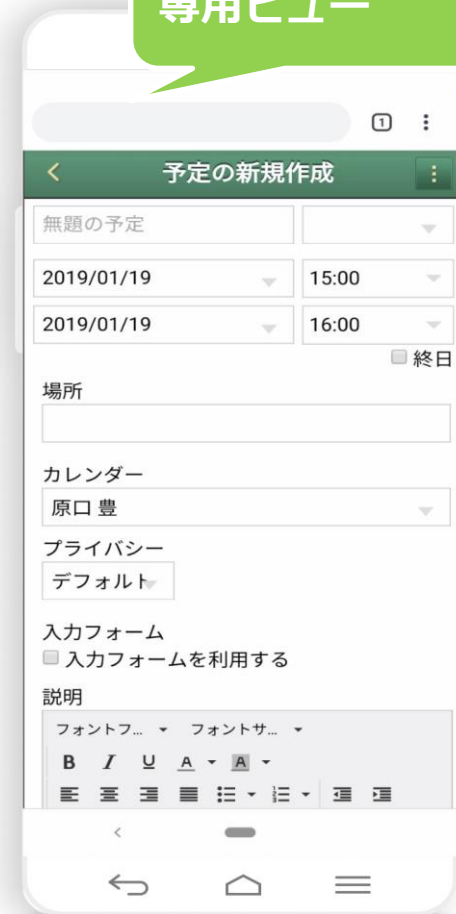 専用ビュー
1
予定の新規作成
無題の予定
2019/01/19 15:00
2019/01/19 16:00
終日
場所
カレンダー
原口 豊
プライバシー
デフォルト
入力フォーム
入力フォームを利用する
説明
フォントフ... フォントサ...
B I U A A